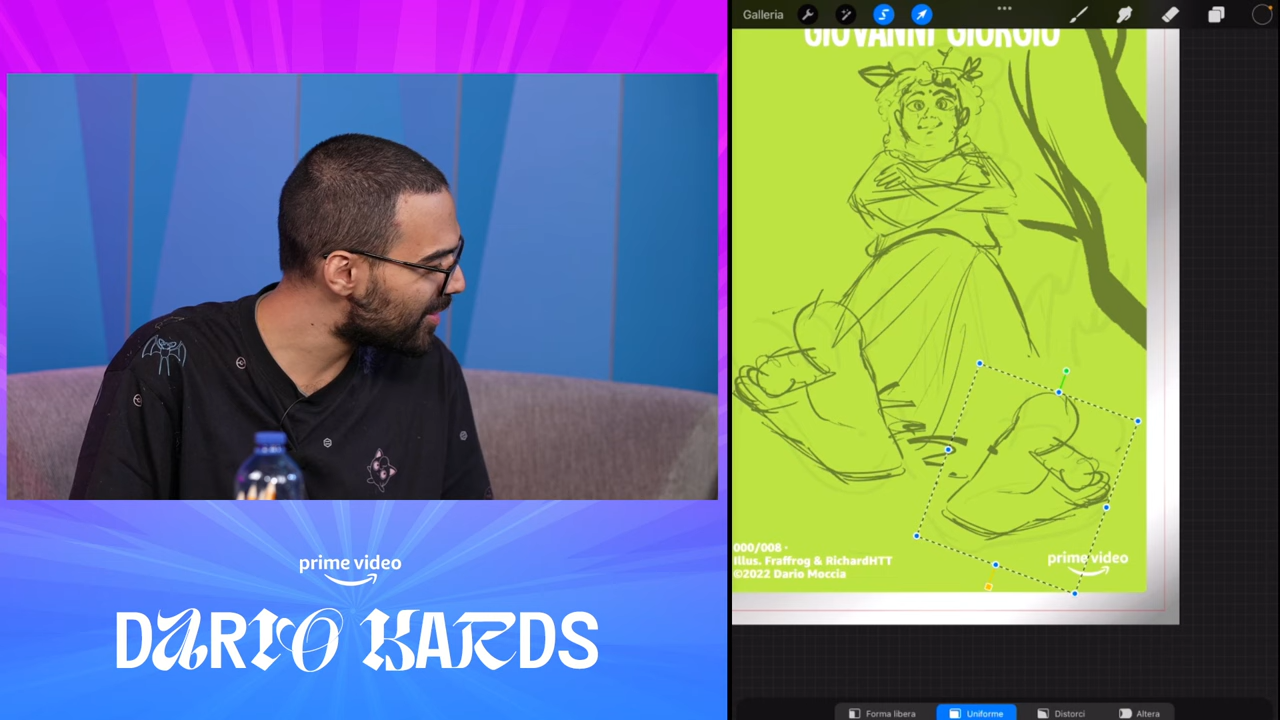 prime video
DARIO KARDS
Galleria
GIOVANNI GIORGIO
000/008 ·
Illus. Fraffrog & RichardHTT
©2022 Dario Moccia
prime video
Forma libera
Uniforme
Distorci
Altera